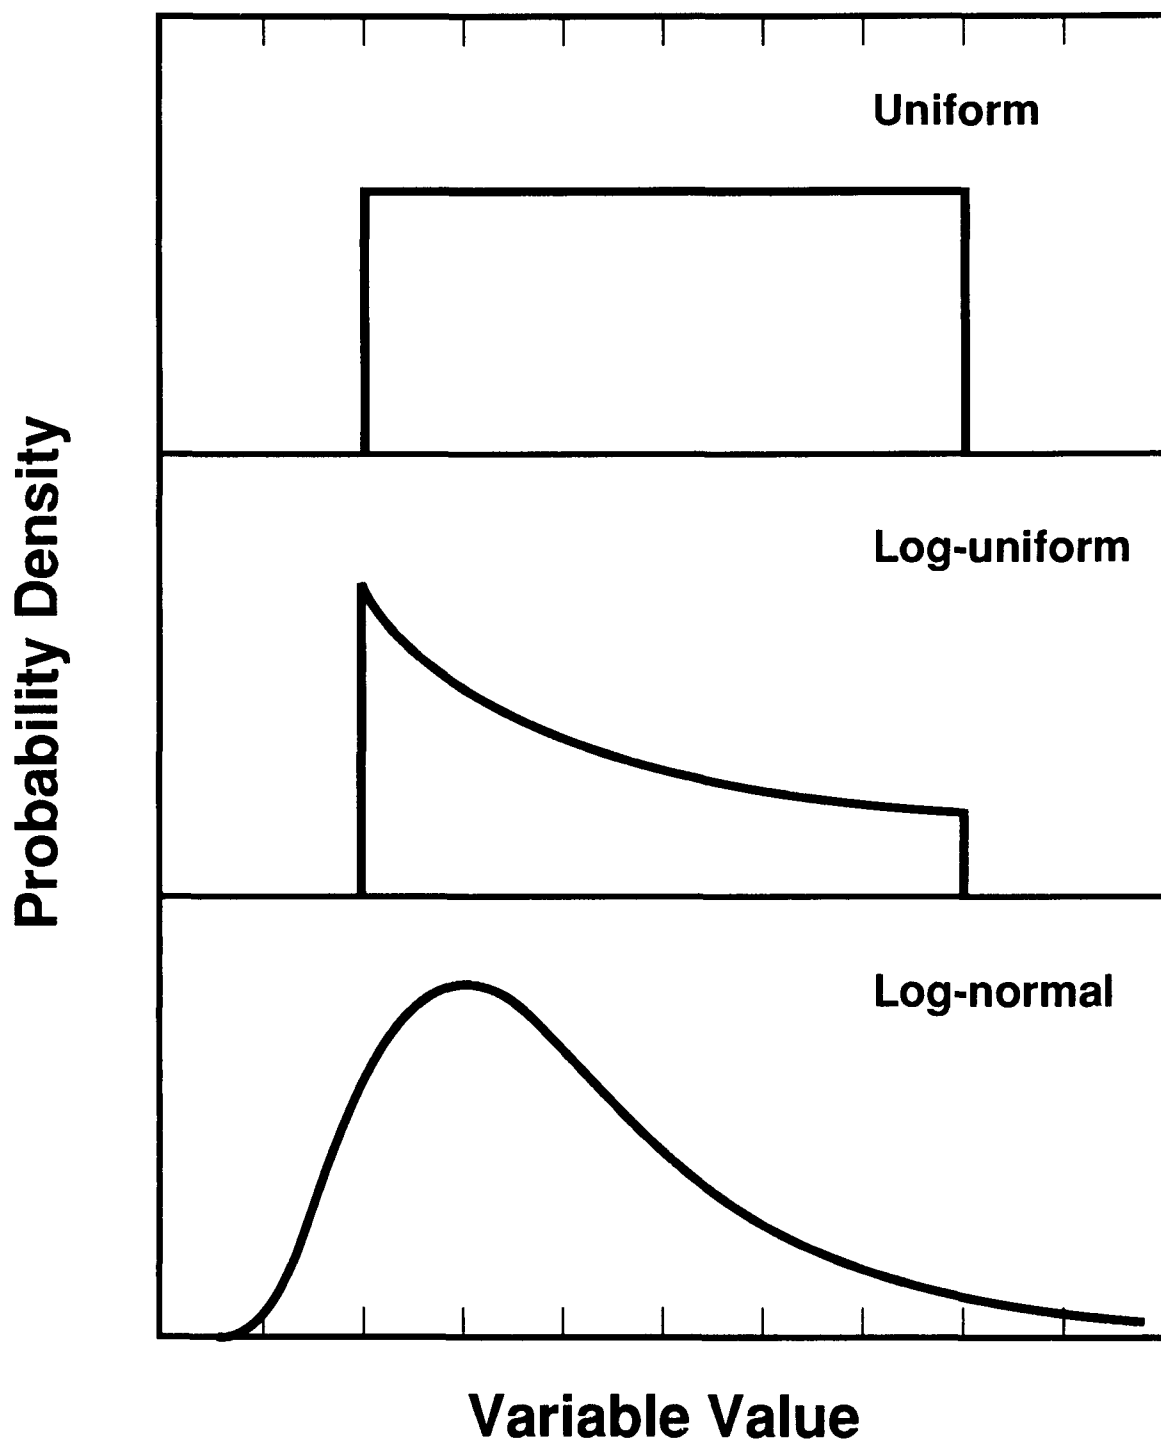 Uniform
Log-uniform
Log-normal
Probability Density
Variable Value